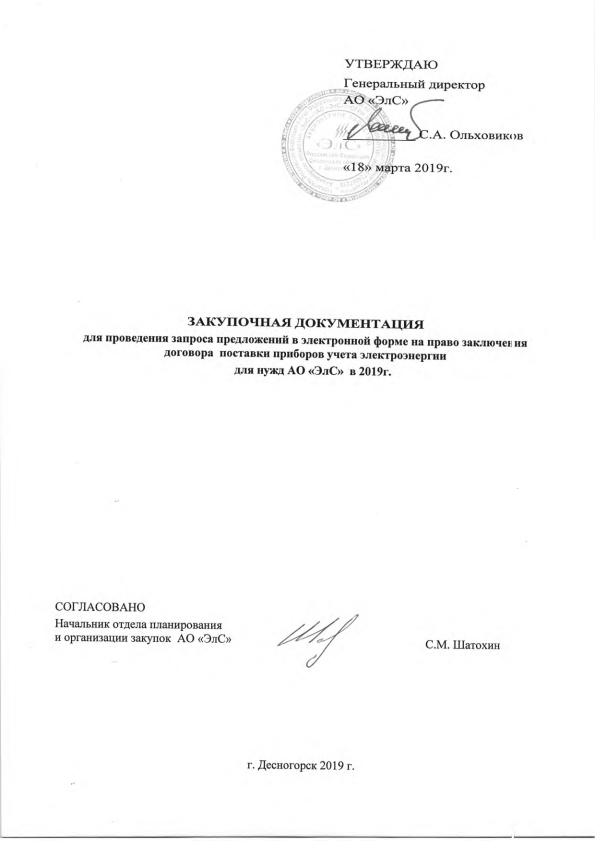 УТВЕРЖДАЮ
Генеральный директор
АО «ЭлС»
С.А. Ольховиков
«ЭлС»
«18» марта 2019г.
ЗАКУПОЧНАЯ ДОКУМЕНТАЦИЯ
для проведения запроса предложений в электронной форме на право заключения
договора поставки приборов учета электроэнергии
для нужд АО «ЭлС» в 2019г.
СОГЛАСОВАНО
Начальник отдела планирования
и организации закупок АО «ЭлС»
С.М. Шатохин
г. Десногорск 2019 г.